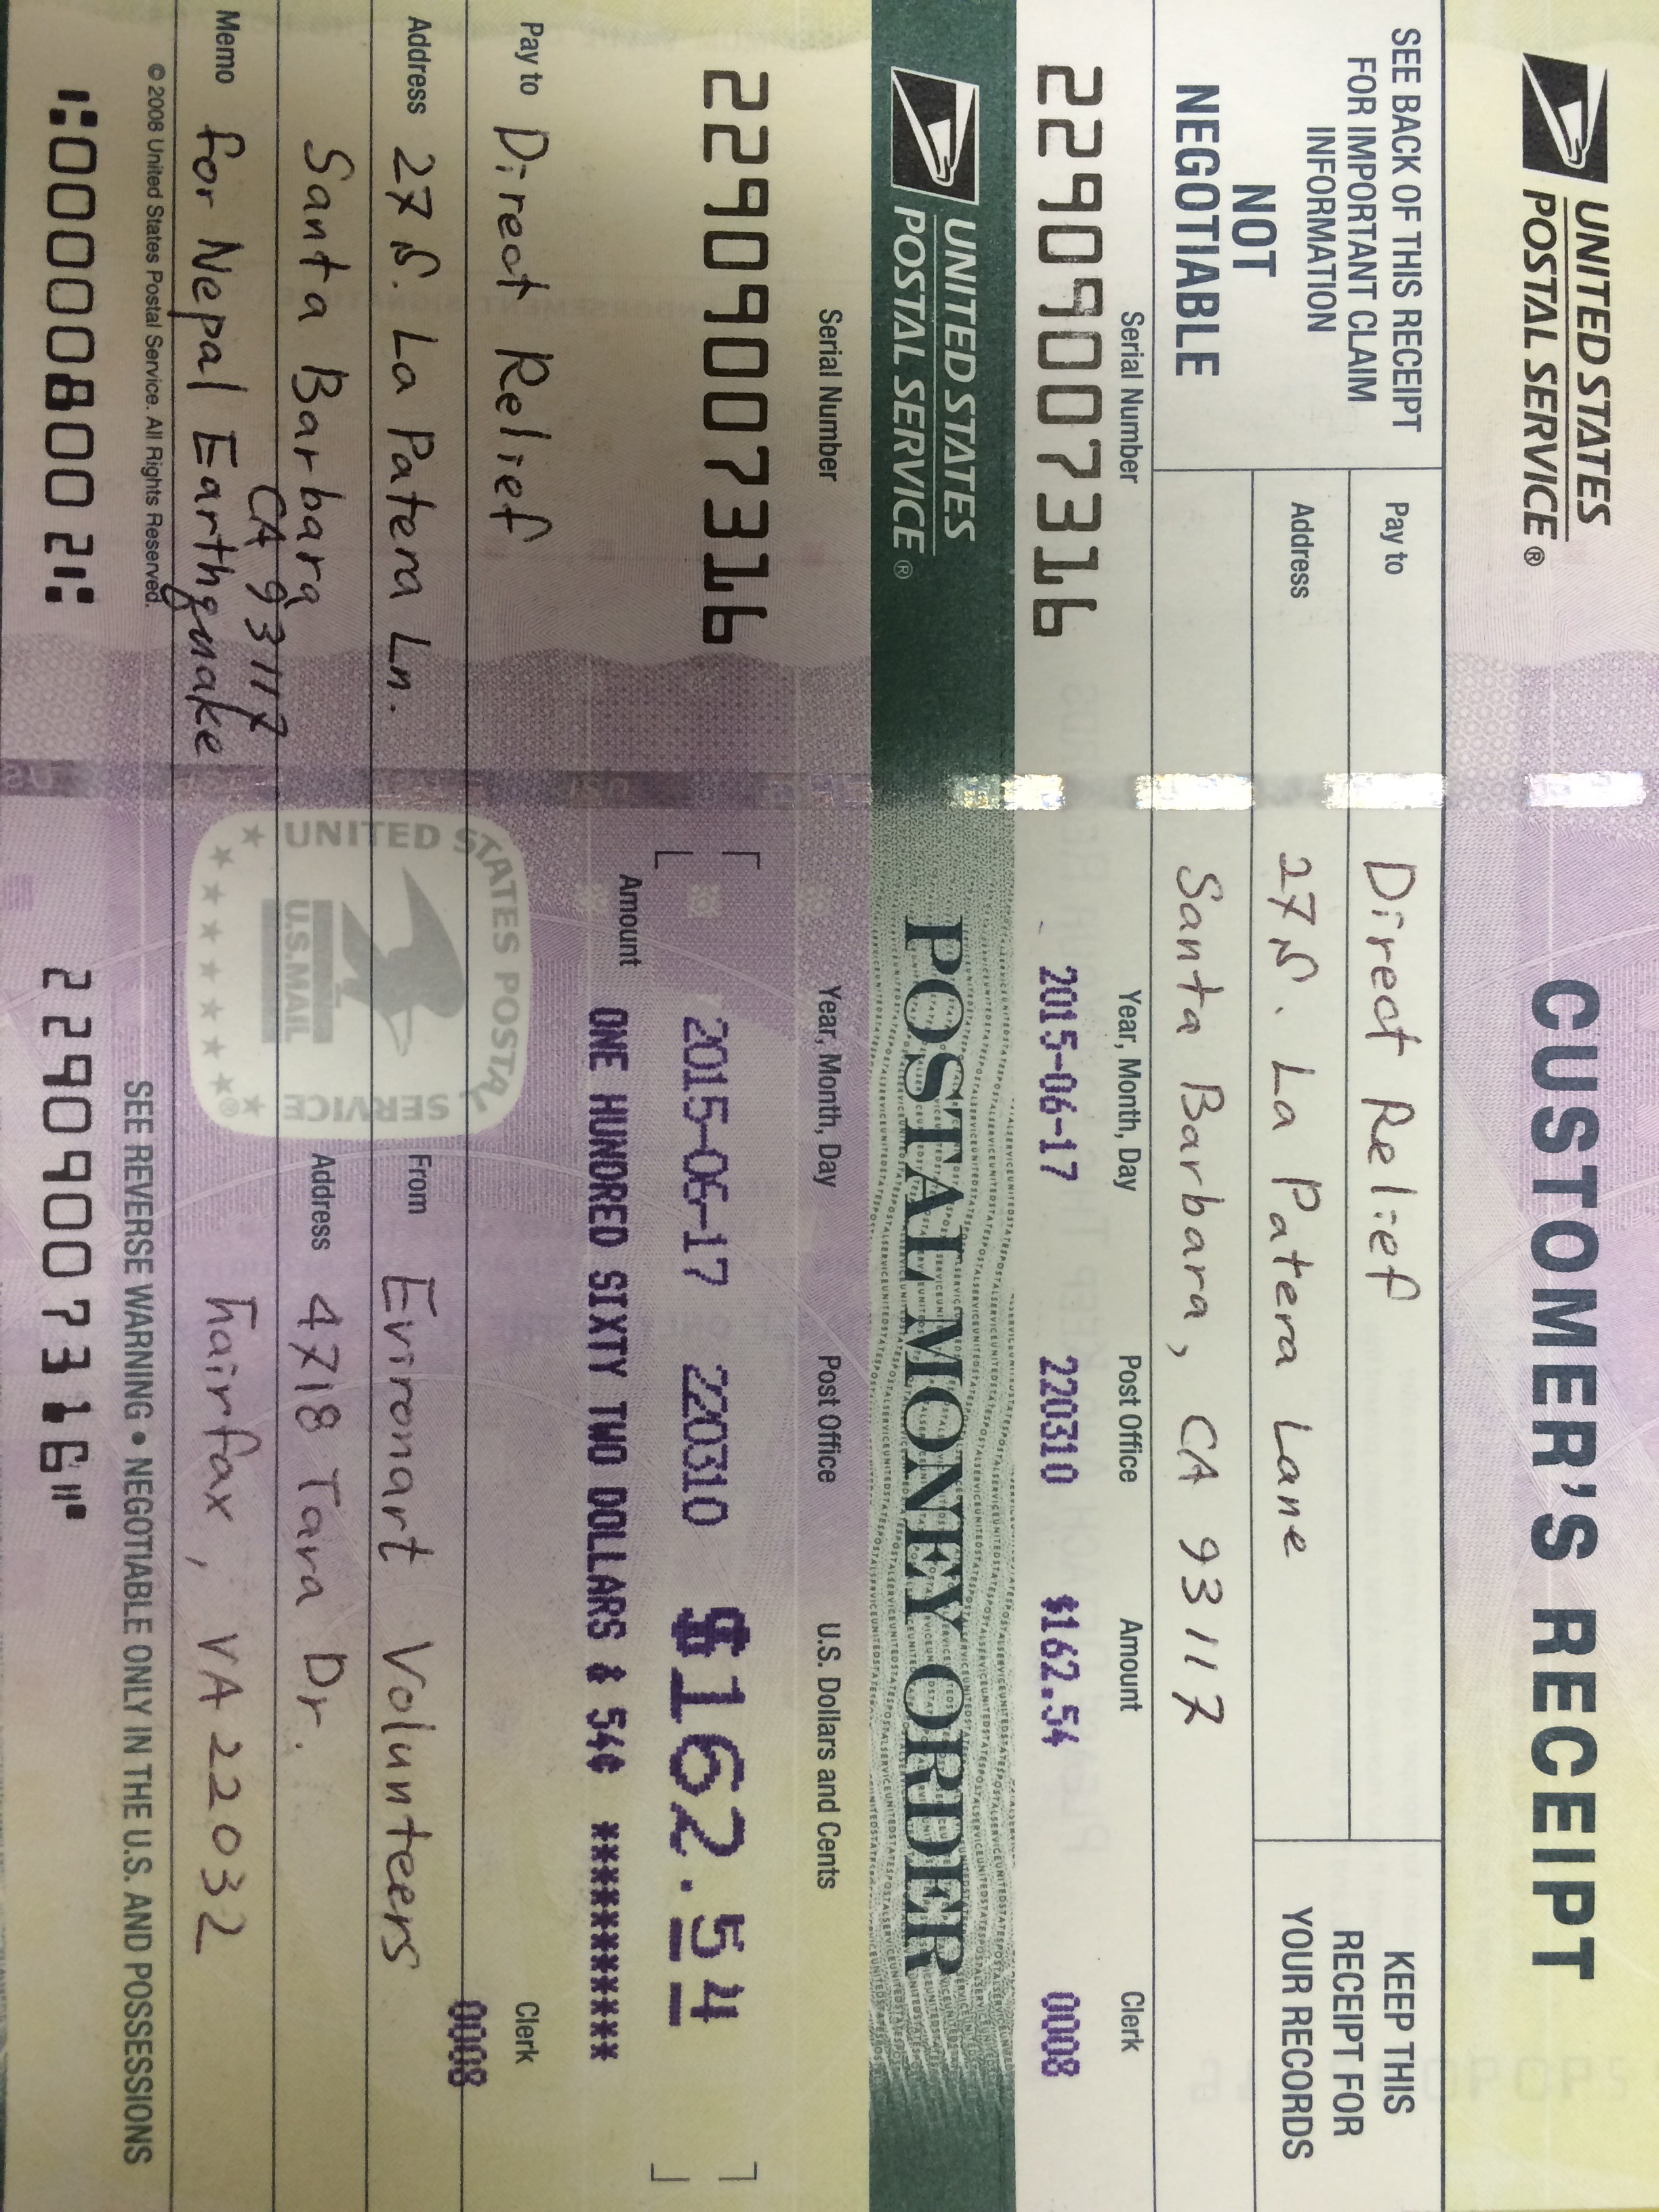 UNITED STATES
POSTAL SERVICE®
CUSTOMER'S RECEIPT
SEE BACK OF THIS RECEIPT
FOR IMPORTANT CLAIM
INFORMATION
NOT
NEGOTIABLE
Pay to Direct Relief
Address 27 S. La Patera Lane
Santa Barbara, CA 93117
KEEP THIS
RECEIPT FOR
YOUR RECORDS
Serial Number Year, Month, Day Post Office Amount Clerk
22909007316 2015-06-17 220310 $162.54 0008
UNITED STATES
POSTAL SERVICE®
POSTAL MONEY ORDER
Serial Number Year, Month, Day Post Office U.S. Dollars and Cents
22909007316 2015-06-17 220310 $162.54
Amount ONE HUNDRED SIXTY TWO DOLLARS & 54¢ **********
Pay to Direct Relief
Clerk
0008
Address 27 S. La Patera Ln.
From Evironart Volunteers
Santa Barbara
CA 93117
Address 4718 Tara Dr.
Memo for Nepal Earthquake
Fairfax, VA 22032
UNITED STATES POSTAL SERVICE®
U.S.MAIL
© 2008 United States Postal Service. All Rights Reserved.
SEE REVERSE WARNING • NEGOTIABLE ONLY IN THE U.S. AND POSSESSIONS
⑆000000800 2⑆ 22909007316⑈